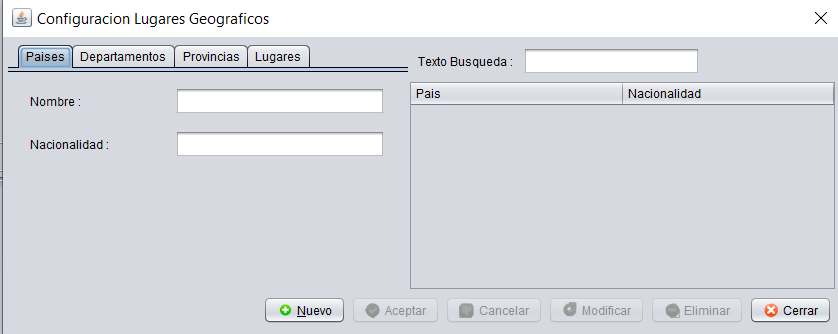 Configuracion Lugares Geograficos
Paises Departamentos Provincias Lugares
Texto Busqueda :
Nombre :
Nacionalidad :
Pais Nacionalidad
Nuevo Aceptar Cancelar Modificar Eliminar Cerrar